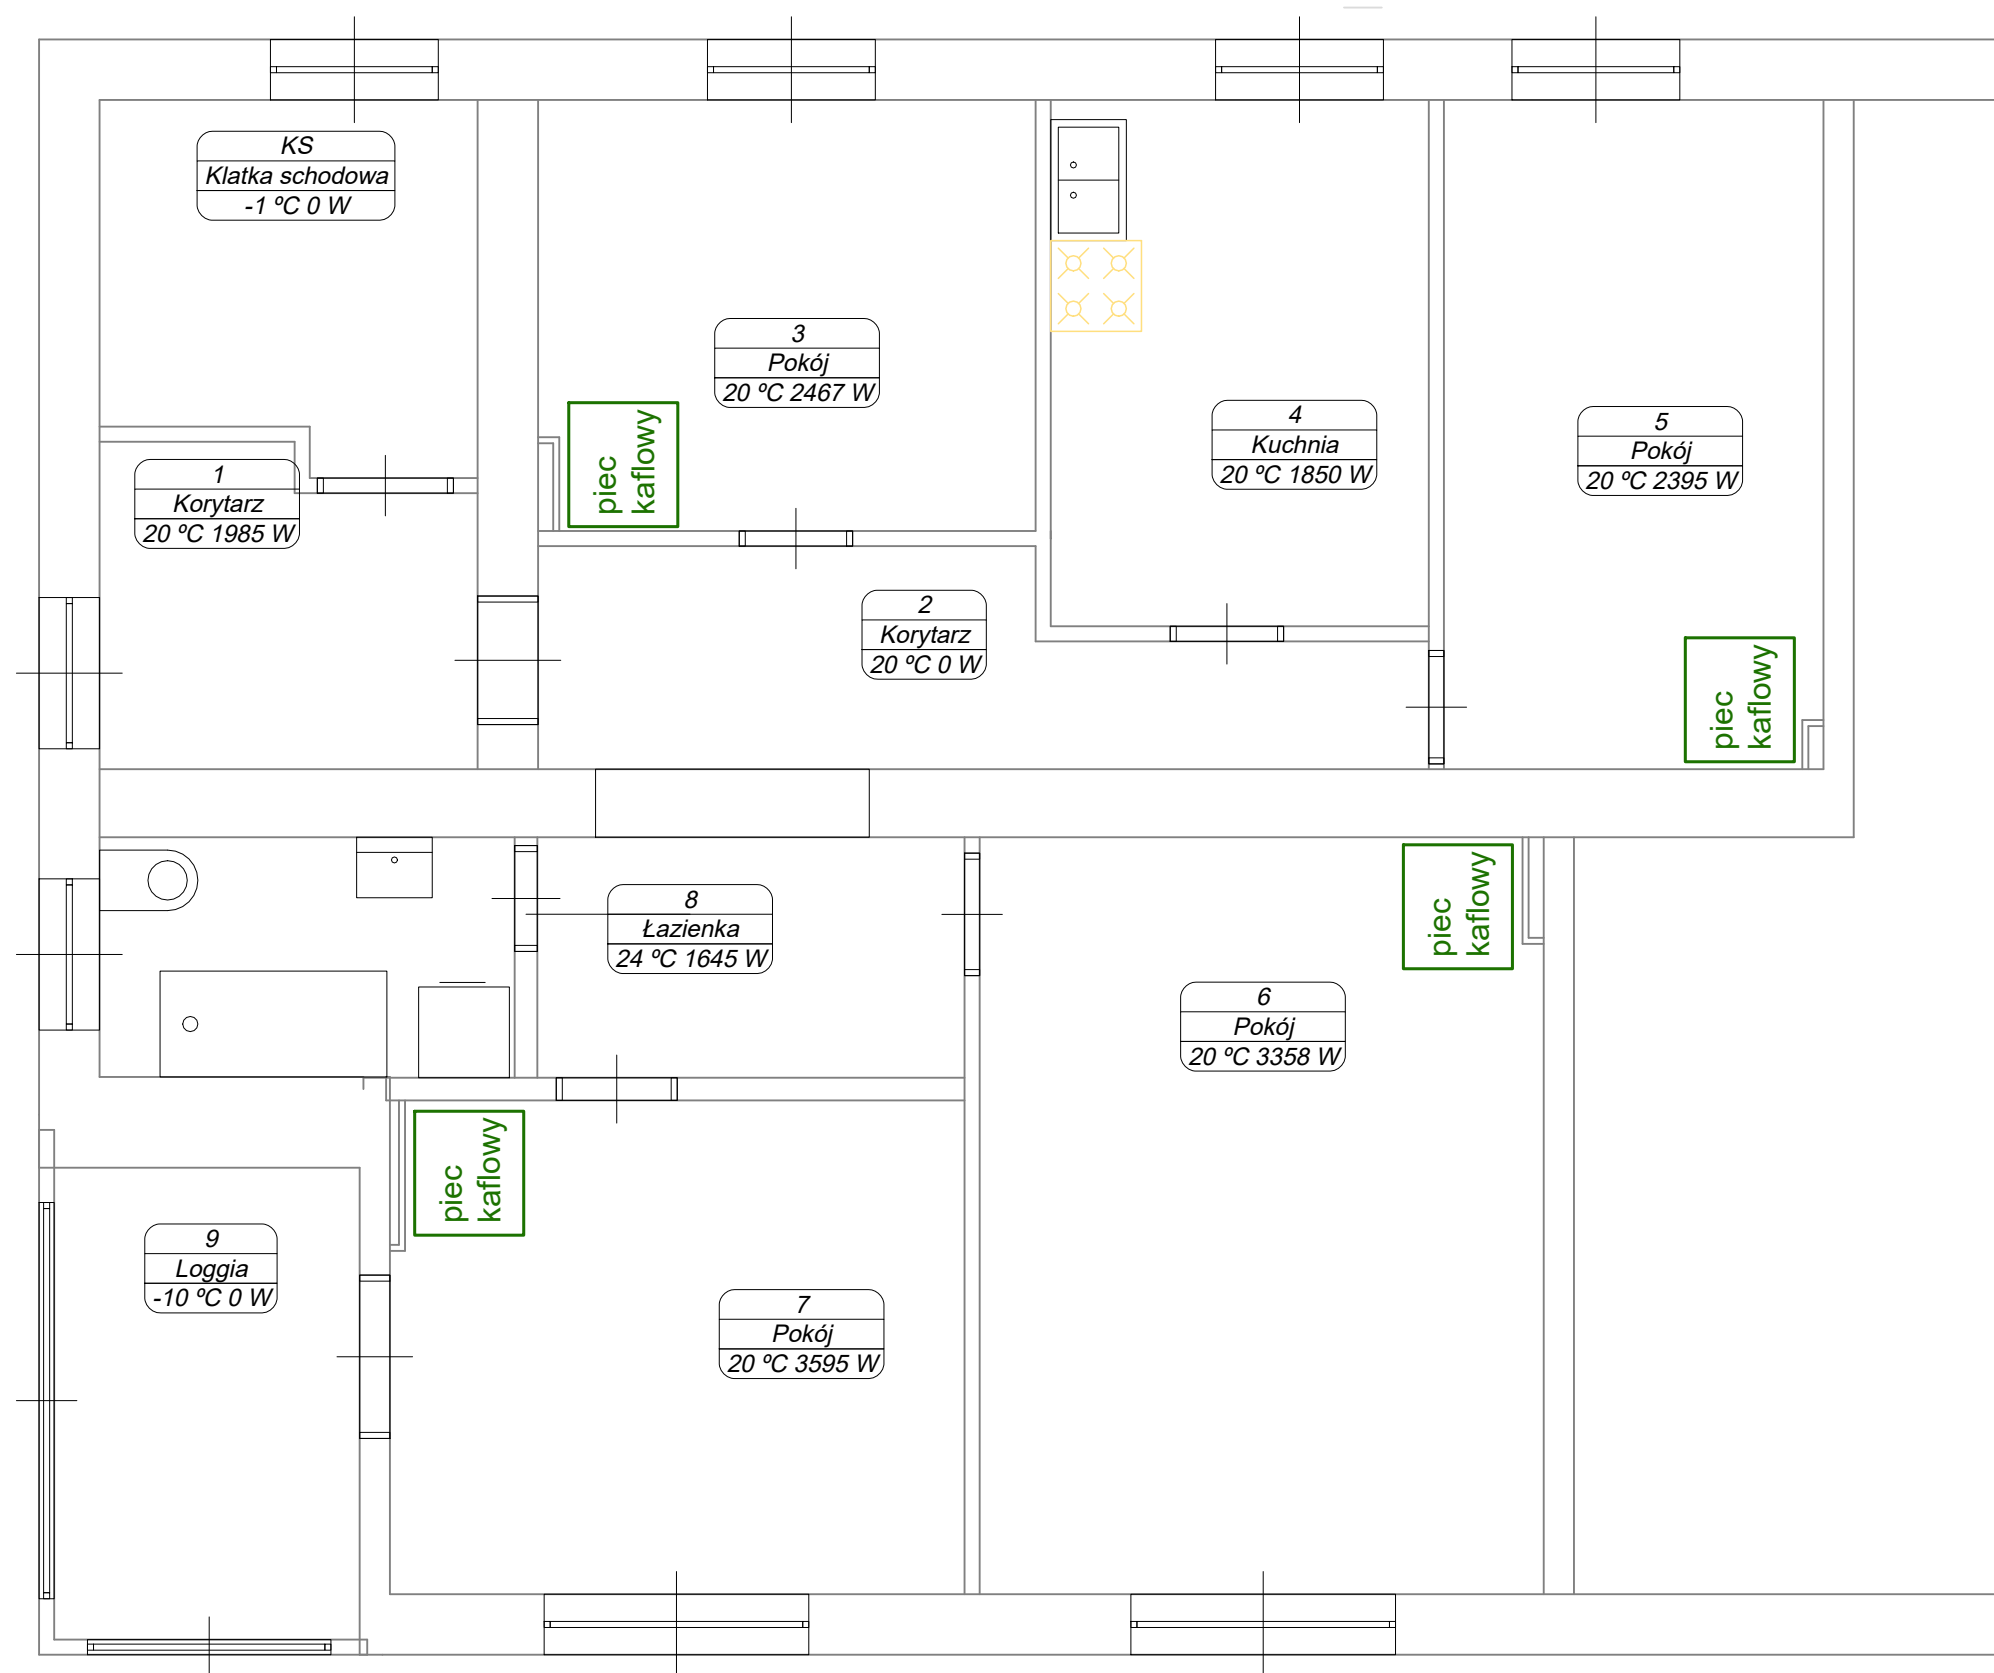 KS
Klatka schodowa
-1 ºC 0 W
3
Pokój
20 ºC 2467 W
piec
kaflowy
4
Kuchnia
20 ºC 1850 W
5
Pokój
20 ºC 2395 W
1
Korytarz
20 ºC 1985 W
2
Korytarz
20 ºC 0 W
piec
kaflowy
8
Łazienka
24 ºC 1645 W
piec
kaflowy
6
Pokój
20 ºC 3358 W
piec
kaflowy
9
Loggia
-10 ºC 0 W
7
Pokój
20 ºC 3595 W